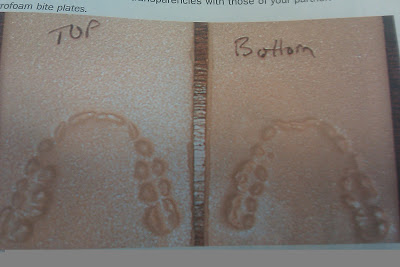 transparencies with those of your partner
rofoam bite plates.
TOP
Bottom